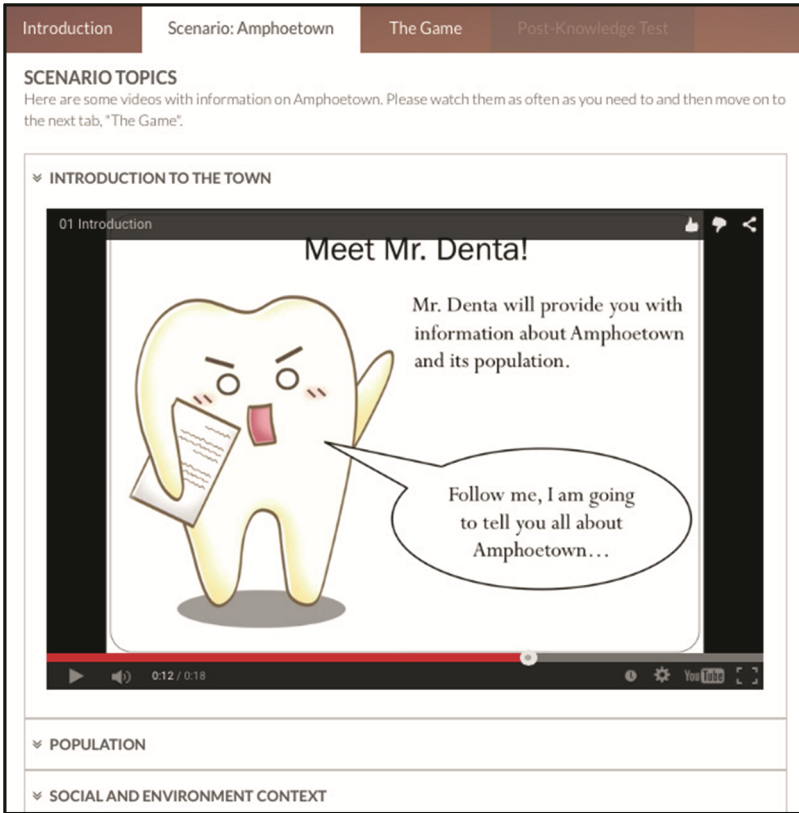 Introduction
Scenario: Amphoetown
The Game
Post-Knowledge Test
SCENARIO TOPICS
Here are some videos with information on Amphoetown. Please watch them as often as you need to and then move on to
the next tab, "The Game".
INTRODUCTION TO THE TOWN
01 Introduction
Meet Mr. Denta!
Mr. Denta will provide you with
information about Amphoetown
and its population.
Follow me, I am going
to tell you all about
Amphoetown...
0:12 / 0:18
YouTube
POPULATION
SOCIAL AND ENVIRONMENT CONTEXT